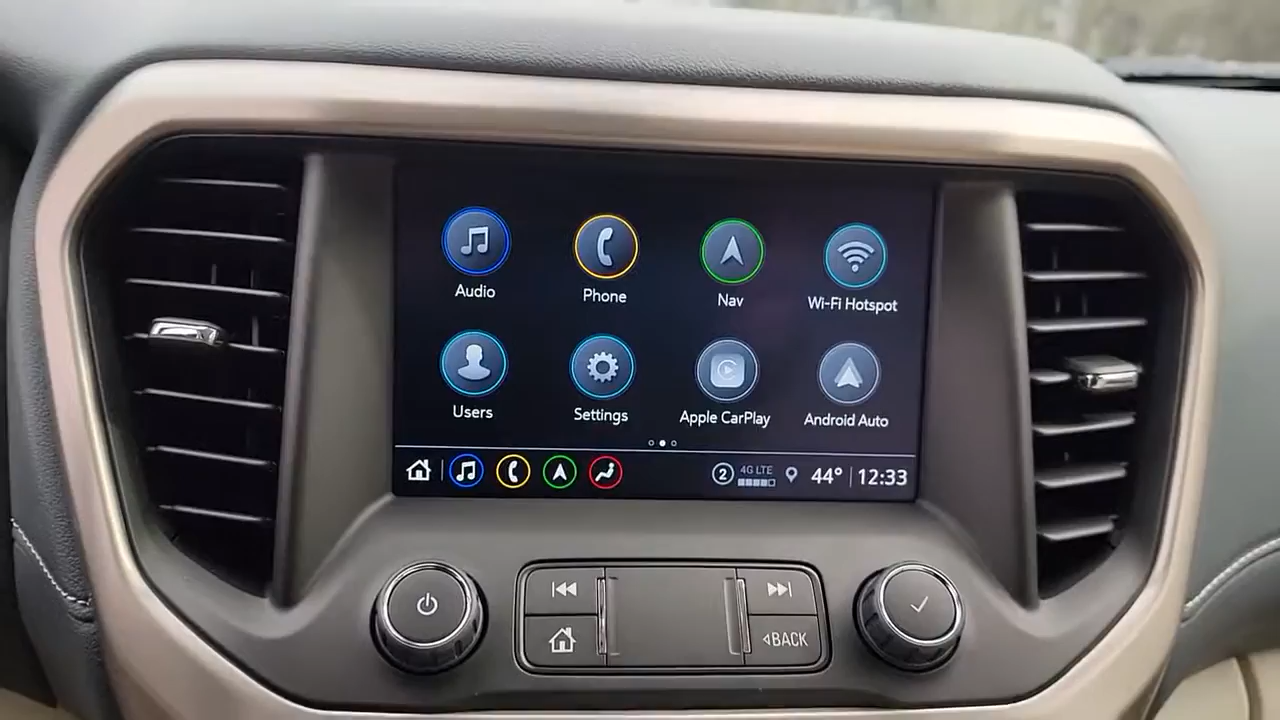 Audio Phone Nav Wi-Fi Hotspot
Users Settings Apple CarPlay Android Auto
2 4G LTE 44° 12:33
BACK